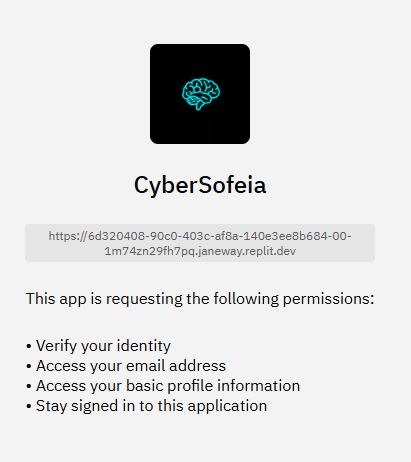 CyberSofeia
https://6d320408-90c0-403c-af8a-140e3ee8b684-00-
1m74zn29fh7pq.janeway.replit.dev
This app is requesting the following permissions:
• Verify your identity
• Access your email address
• Access your basic profile information
• Stay signed in to this application